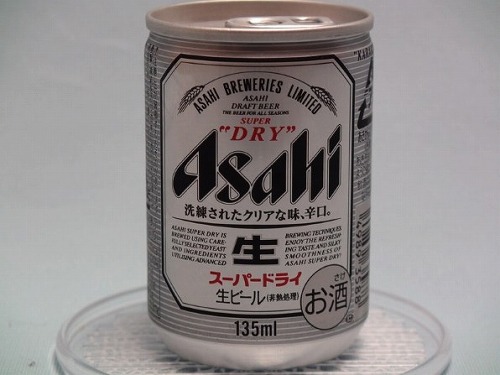 ASAHI BREWERIES LIMITED
ASAHI
DRAFT BEER
THE BEER FOR ALL SEASONS
SUPER
"DRY"
Asahi
洗練されたクリアな味、辛口。
ASAHI SUPER DRY IS
BREWED USING CARE-
FULLY SELECTED YEAST
AND INGREDIENTS
UTILISING ADVANCED
生
BREWING TECHNIQUES.
ENJOY THE REFRESH-
ING TASTE AND SILKY
SMOOTHNESS OF
ASAHI SUPER DRY!
スーパードライ
生ビール(非熱処理)
135ml
さけ
お酒